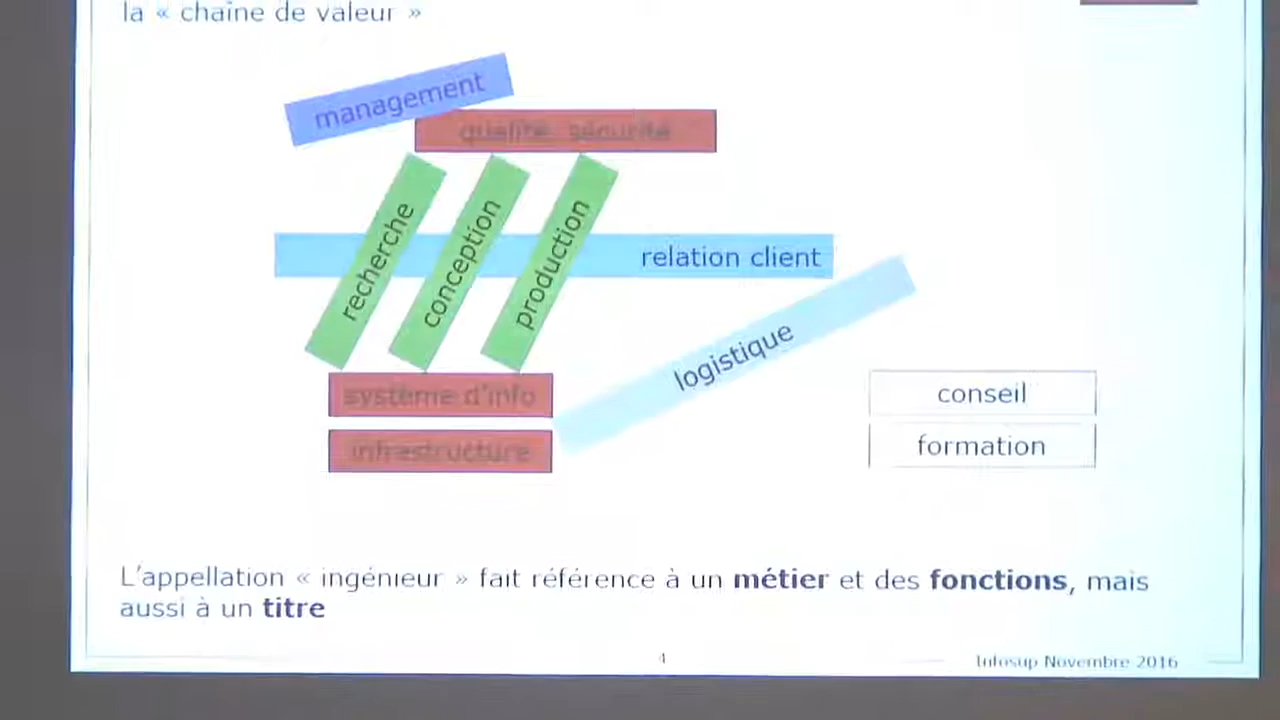 la « chaîne de valeur »
management
qualité, sécurité
recherche
conception
production
relation client
logistique
système d'info
infrastructure
conseil
formation
L'appellation « ingénieur » fait référence à un métier et des fonctions, mais
aussi à un titre
4
Infosup Novembre 2016